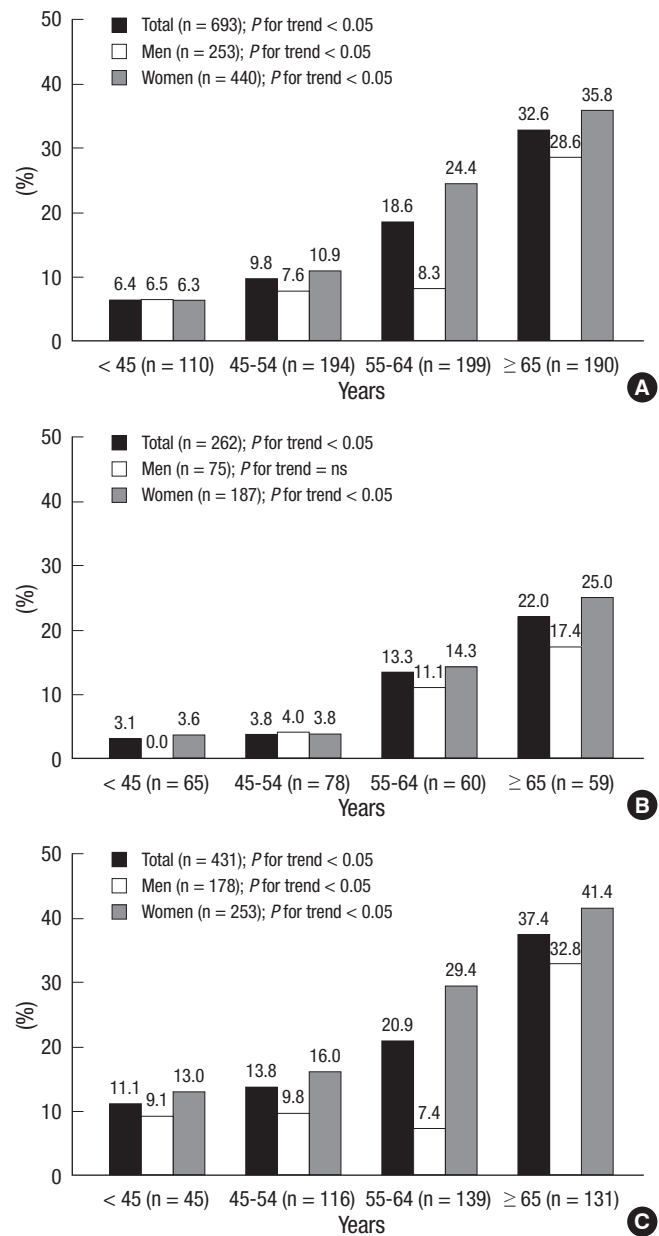 50
40
30
20
10
0
(%)
Total (n = 693); P for trend < 0.05
Men (n = 253); P for trend < 0.05
Women (n = 440); P for trend < 0.05
6.4 6.5 6.3
9.8 7.6 10.9
18.6 8.3 24.4
32.6 28.6 35.8
< 45 (n = 110) 45-54 (n = 194) 55-64 (n = 199) ≥ 65 (n = 190)
Years
A
50
40
30
20
10
0
(%)
Total (n = 262); P for trend < 0.05
Men (n = 75); P for trend = ns
Women (n = 187); P for trend < 0.05
3.1 0.0 3.6
3.8 4.0 3.8
13.3 11.1 14.3
22.0 17.4 25.0
< 45 (n = 65) 45-54 (n = 78) 55-64 (n = 60) ≥ 65 (n = 59)
Years
B
50
40
30
20
10
0
(%)
Total (n = 431); P for trend < 0.05
Men (n = 178); P for trend < 0.05
Women (n = 253); P for trend < 0.05
11.1 9.1 13.0
13.8 9.8 16.0
20.9 7.4 29.4
37.4 32.8 41.4
< 45 (n = 45) 45-54 (n = 116) 55-64 (n = 139) ≥ 65 (n = 131)
Years
C